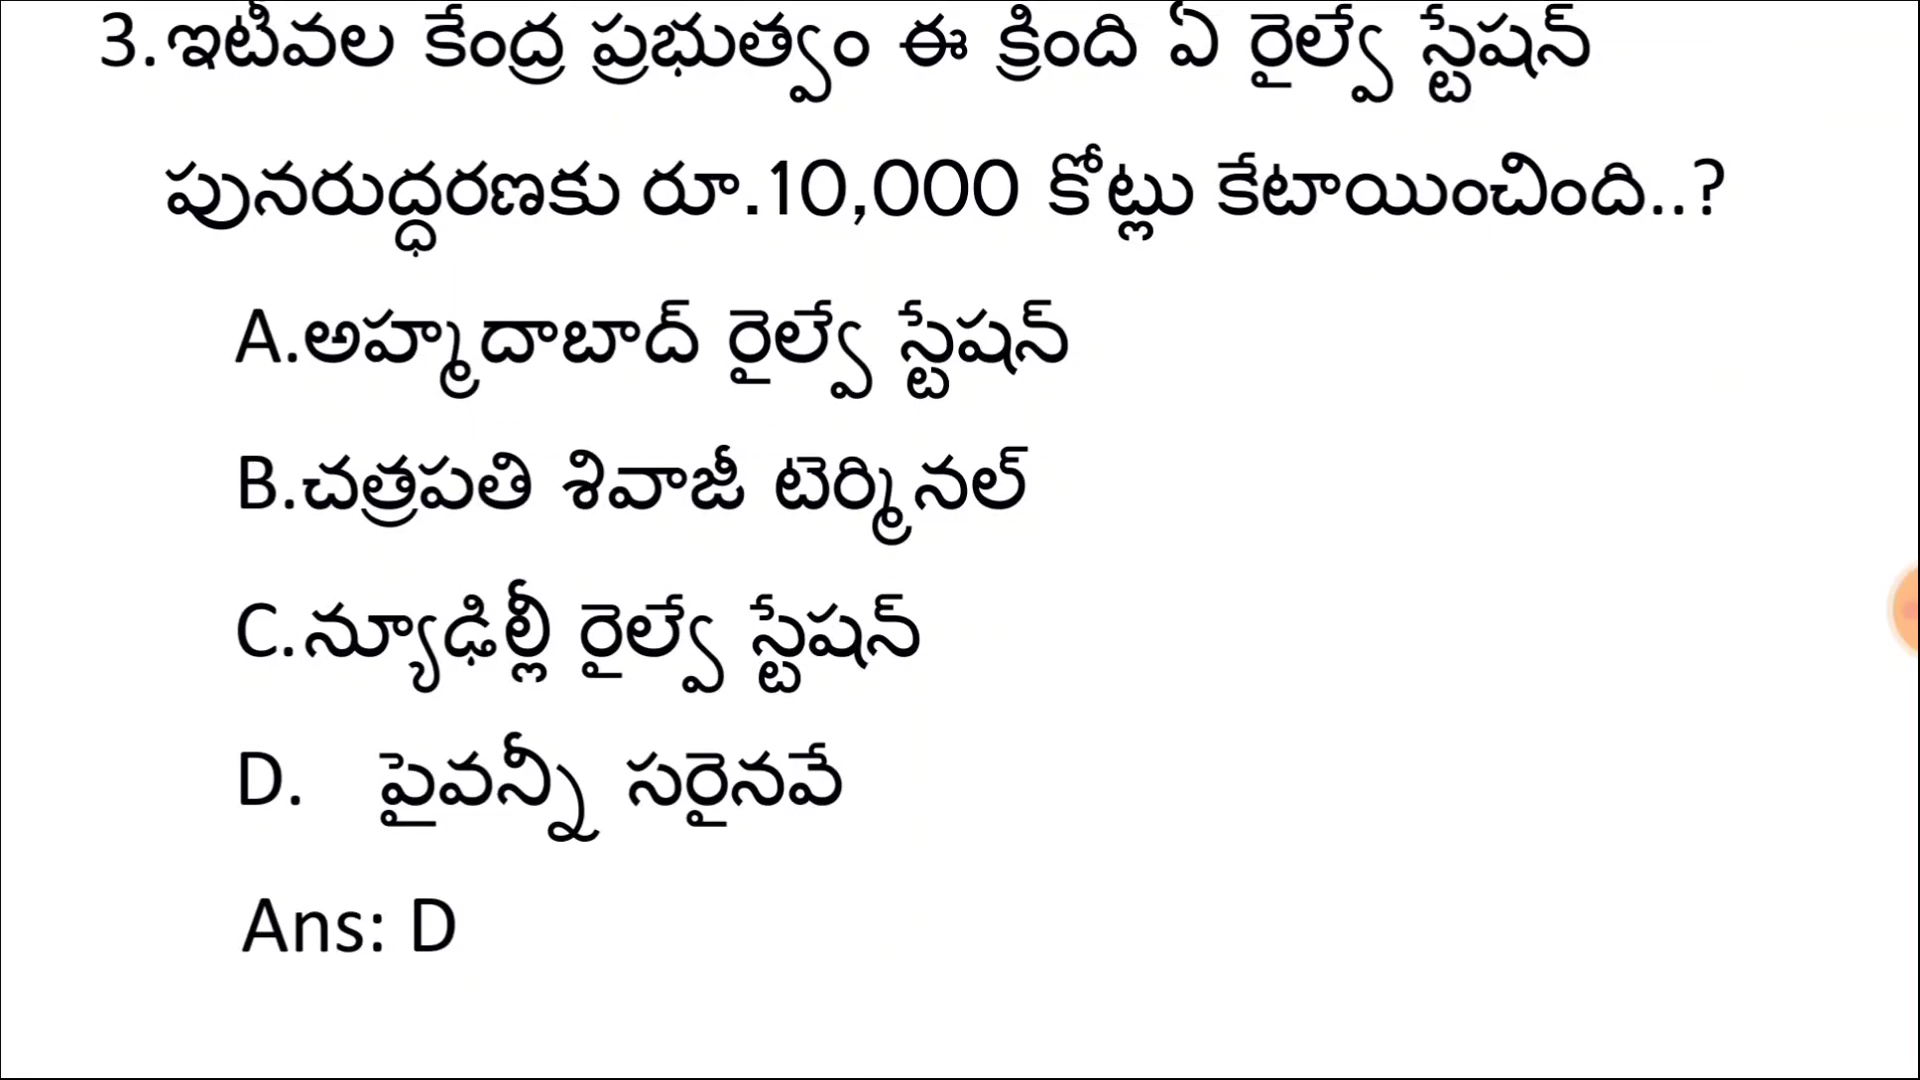 3.ఇటీవల కేంద్ర ప్రభుత్వం ఈ క్రింది ఏ రైల్వే స్టేషన్
పునరుద్ధరణకు రూ.10,000 కోట్లు కేటాయించింది..?
A.అహ్మదాబాద్ రైల్వే స్టేషన్
B.చత్రపతి శివాజీ టెర్మినల్
C.న్యూఢిల్లీ రైల్వే స్టేషన్
D. పైవన్నీ సరైనవే
Ans: D